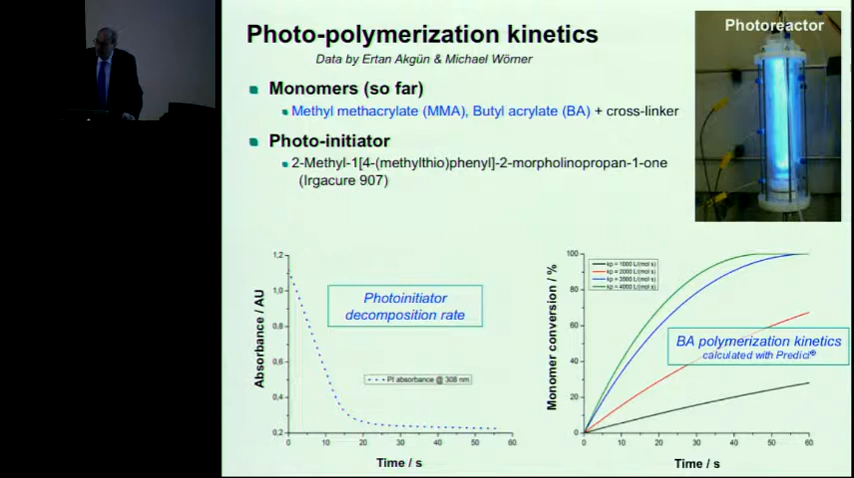 Photo-polymerization kinetics
Data by Ertan Akgün & Michael Wörner
Photoreactor
Monomers (so far)
Methyl methacrylate (MMA), Butyl acrylate (BA) + cross-linker
Photo-initiator
2-Methyl-1[4-(methylthio)phenyl]-2-morpholinopropan-1-one
(Irgacure 907)
1,2
1,0
0,8
0,6
0,4
0,2
Absorbance / AU
Photoinitiator
decomposition rate
PI absorbance @ 308 nm
0 10 20 30 40 50 60
Time / s
100
80
60
40
20
0
Monomer conversion / %
kp = 1000 L/(mol s)
kp = 2000 L/(mol s)
kp = 3500 L/(mol s)
kp = 4000 L/(mol s)
BA polymerization kinetics
calculated with Predici®
0 10 20 30 40 50 60
Time / s